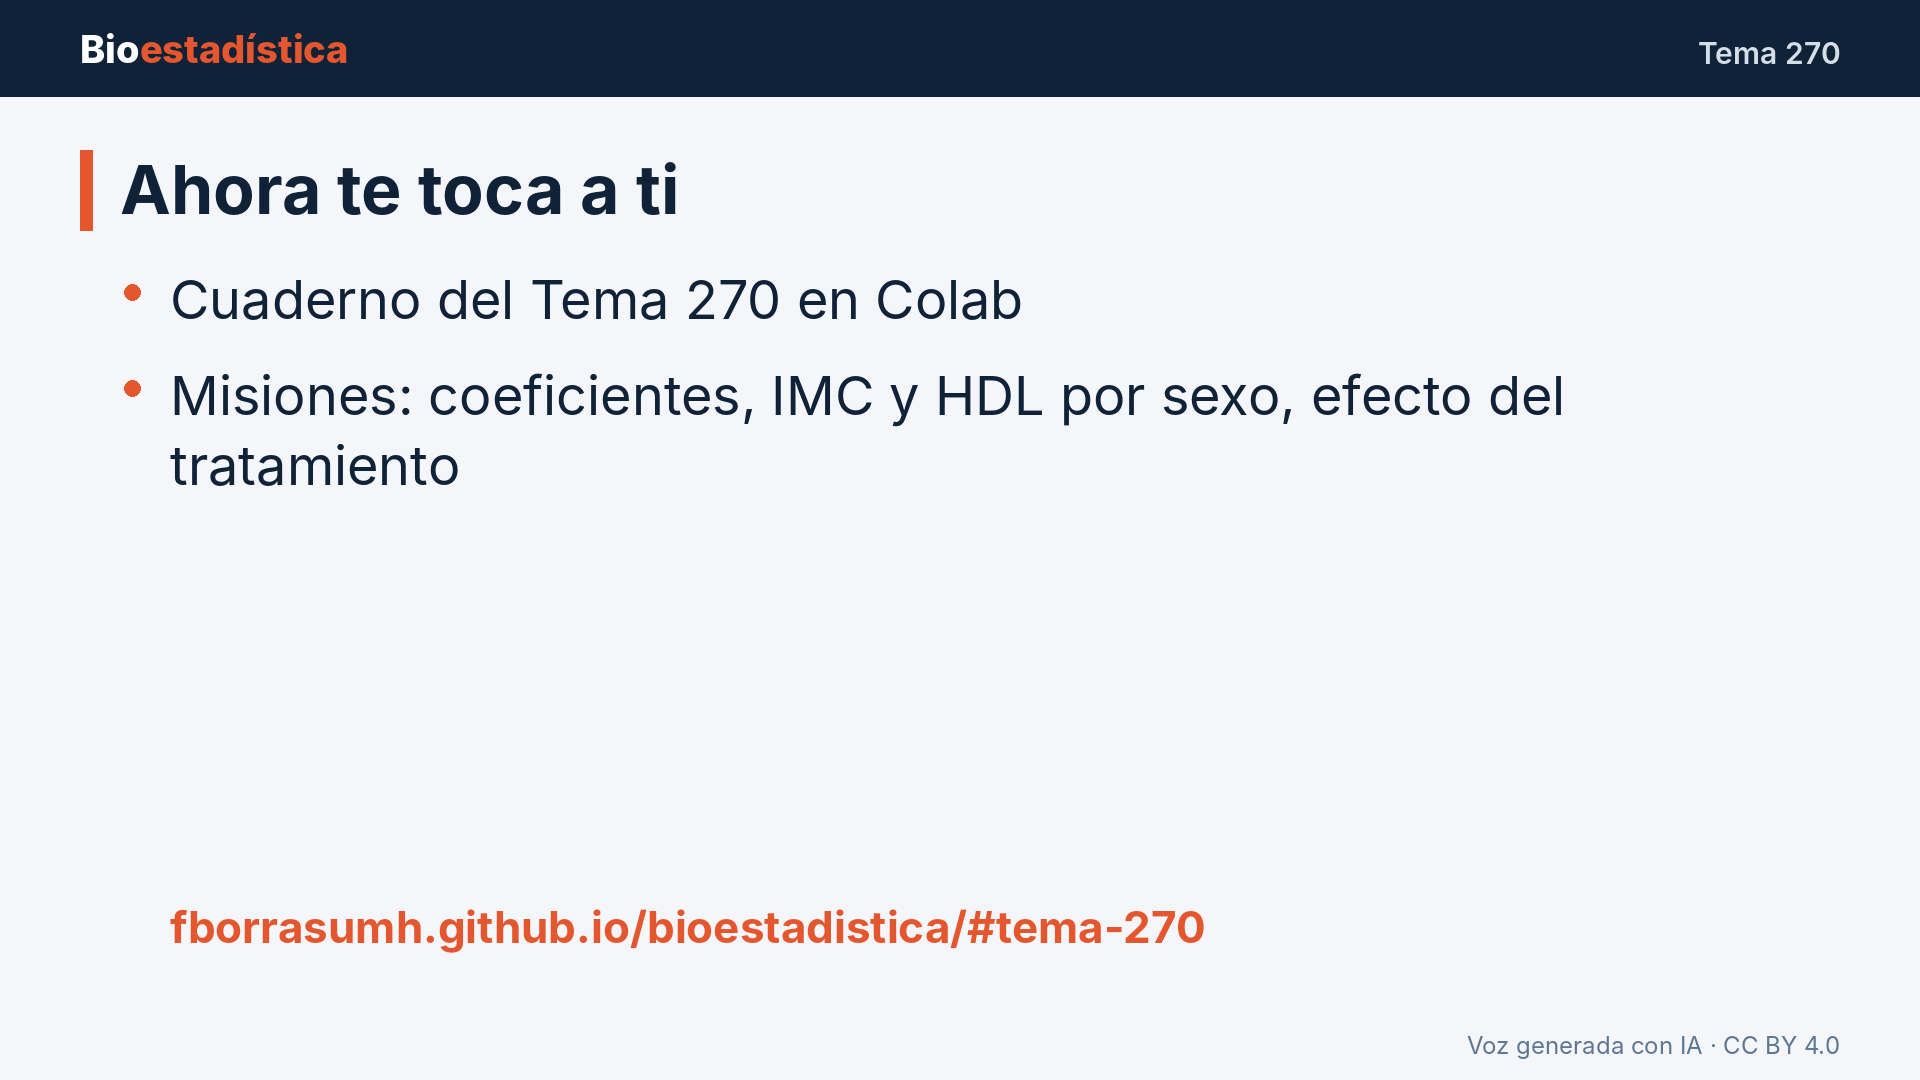 Bioestadística
Tema 270
Ahora te toca a ti
• Cuaderno del Tema 270 en Colab
• Misiones: coeficientes, IMC y HDL por sexo, efecto del
tratamiento
fborrasumh.github.io/bioestadistica/#tema-270
Voz generada con IA · CC BY 4.0